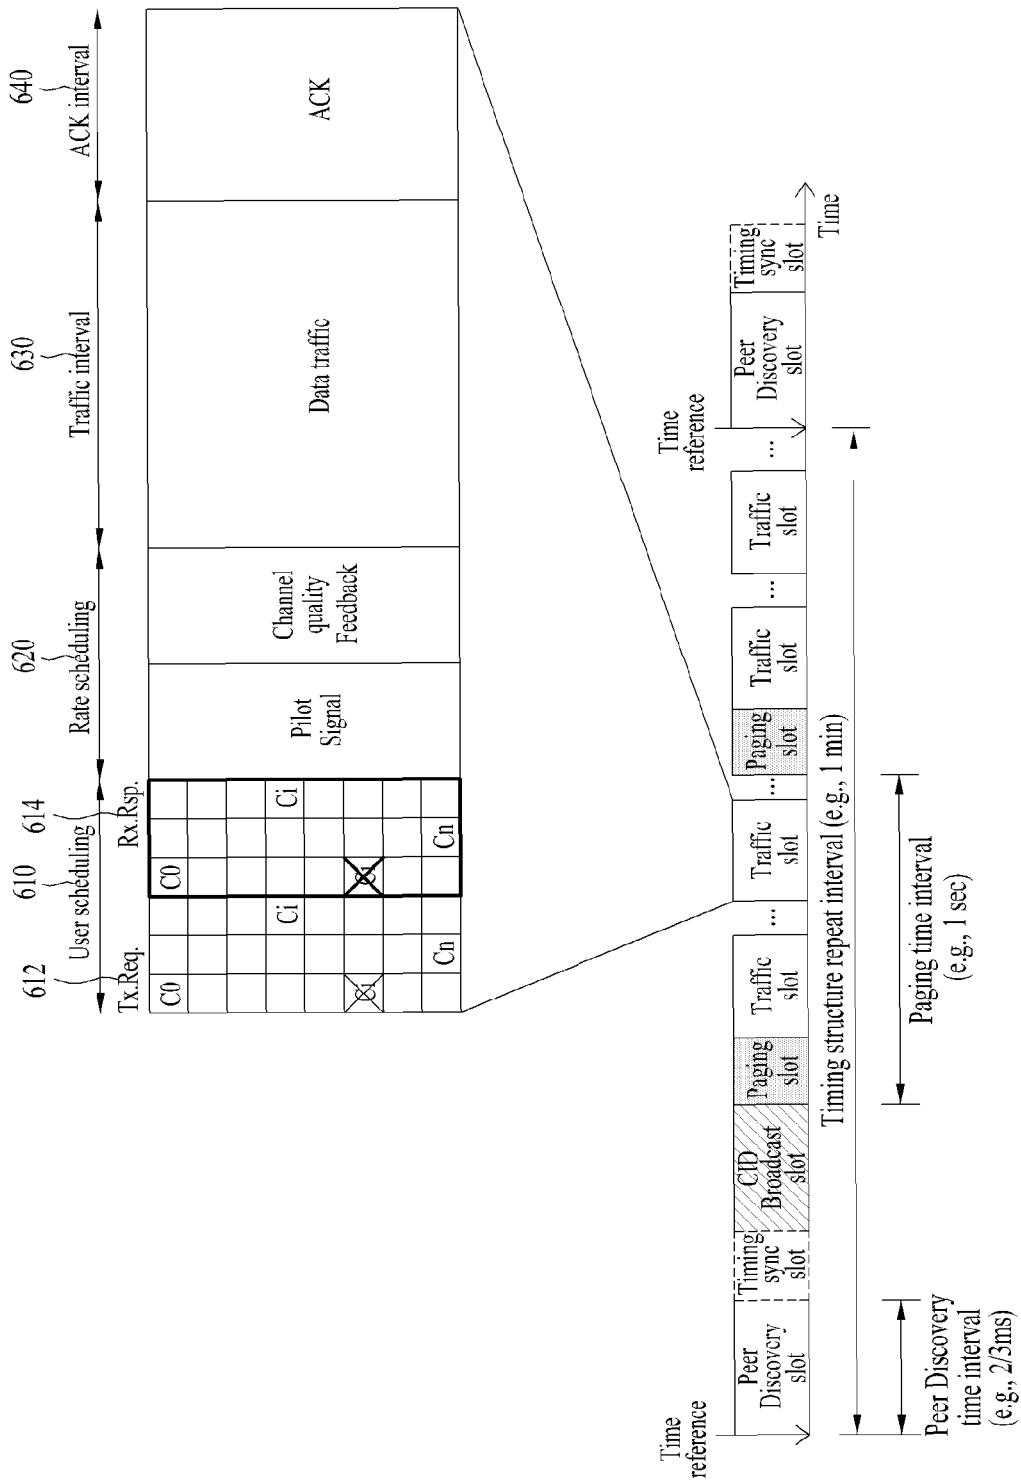 610
620
630
640
User scheduling
Rate scheduling
Traffic interval
ACK interval
612
614
Tx.Req.
Rx.Rsp.
C0
C0
Ci
Ci
C1
C1
Cn
Cn
Pilot
Signal
Channel
quality
Feedback
Data traffic
ACK
Time
reference
Time
reference
Peer
Discovery
slot
Timing
sync
slot
CID
Broadcast
slot
Paging
slot
Traffic
slot
...
Traffic
slot
...
Paging
slot
Traffic
slot
...
Traffic
slot
...
Peer
Discovery
slot
Timing
sync
slot
Time
Timing structure repeat interval (e.g., 1 min)
Peer Discovery
time interval
(e.g., 2/3ms)
Paging time interval
(e.g., 1 sec)